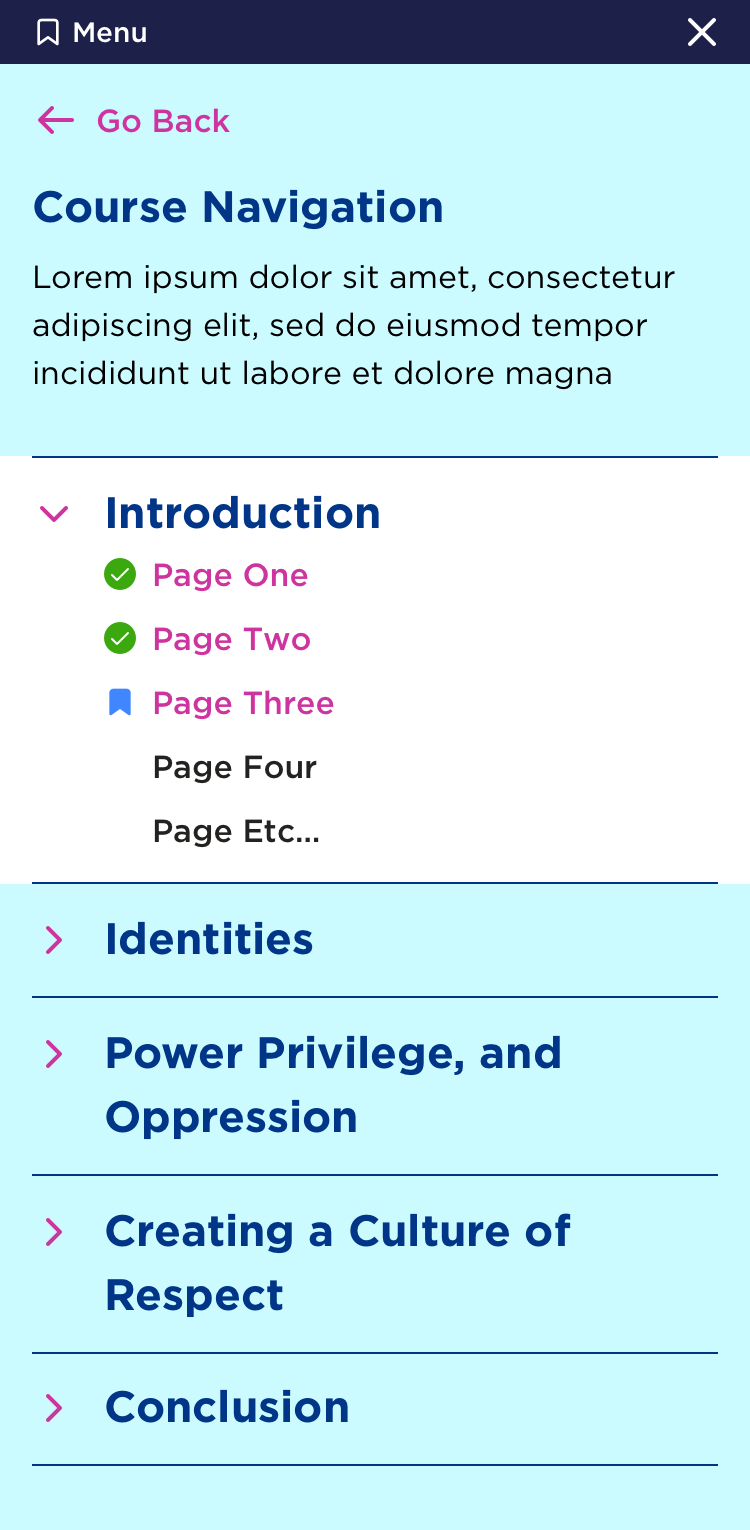 Menu
Go Back
Course Navigation
Lorem ipsum dolor sit amet, consectetur
adipiscing elit, sed do eiusmod tempor
incididunt ut labore et dolore magna
Introduction
Page One
Page Two
Page Three
Page Four
Page Etc...
Identities
Power Privilege, and
Oppression
Creating a Culture of
Respect
Conclusion